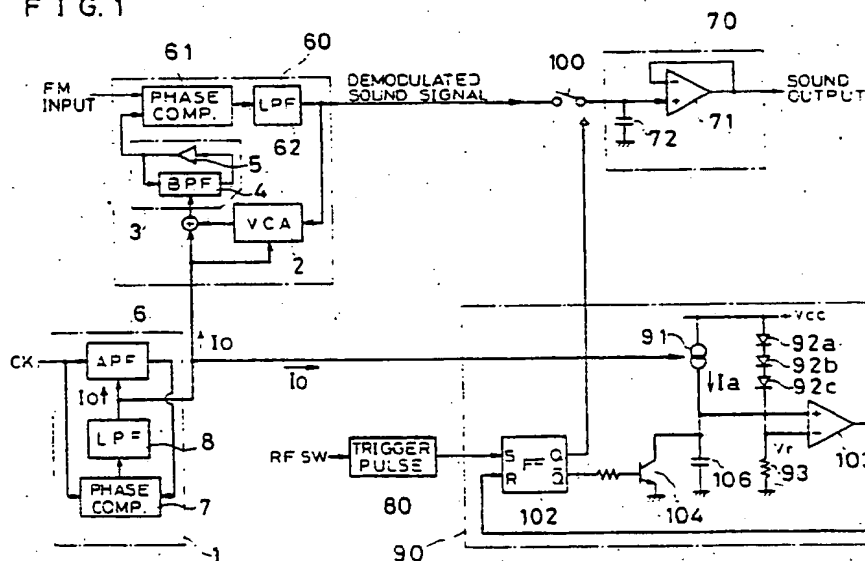 F I G. 1
61
60
70
FM
INPUT
PHASE
COMP.
LPF
DEMODULATED
SOUND SIGNAL
100
SOUND
OUTPUT
+
71
72
62
5
BPF
4
3
VCA
2
6
Io
CK
APF
Io
Io
LPF
8
PHASE
COMP.
7
1
91
Vcc
92a
92b
92c
Ia
+
-
Vr
93
106
104
RF SW
TRIGGER
PULSE
80
S
R
FF
Q
Q̅
102
90